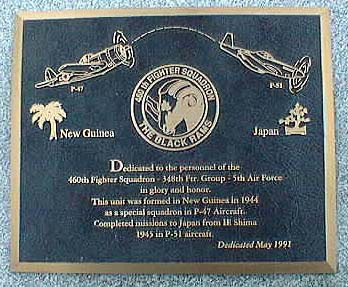 P-47
P-51
460th FIGHTER SQUADRON
THE BLACK RAMS
New Guinea
Japan
Dedicated to the personnel of the
460th Fighter Squadron - 348th Ftr. Group - 5th Air Force
in glory and honor.
This unit was formed in New Guinea in 1944
as a special squadron in P-47 Aircraft.
Completed missions to Japan from IE Shima
1945 in P-51 aircraft.
Dedicated May 1991